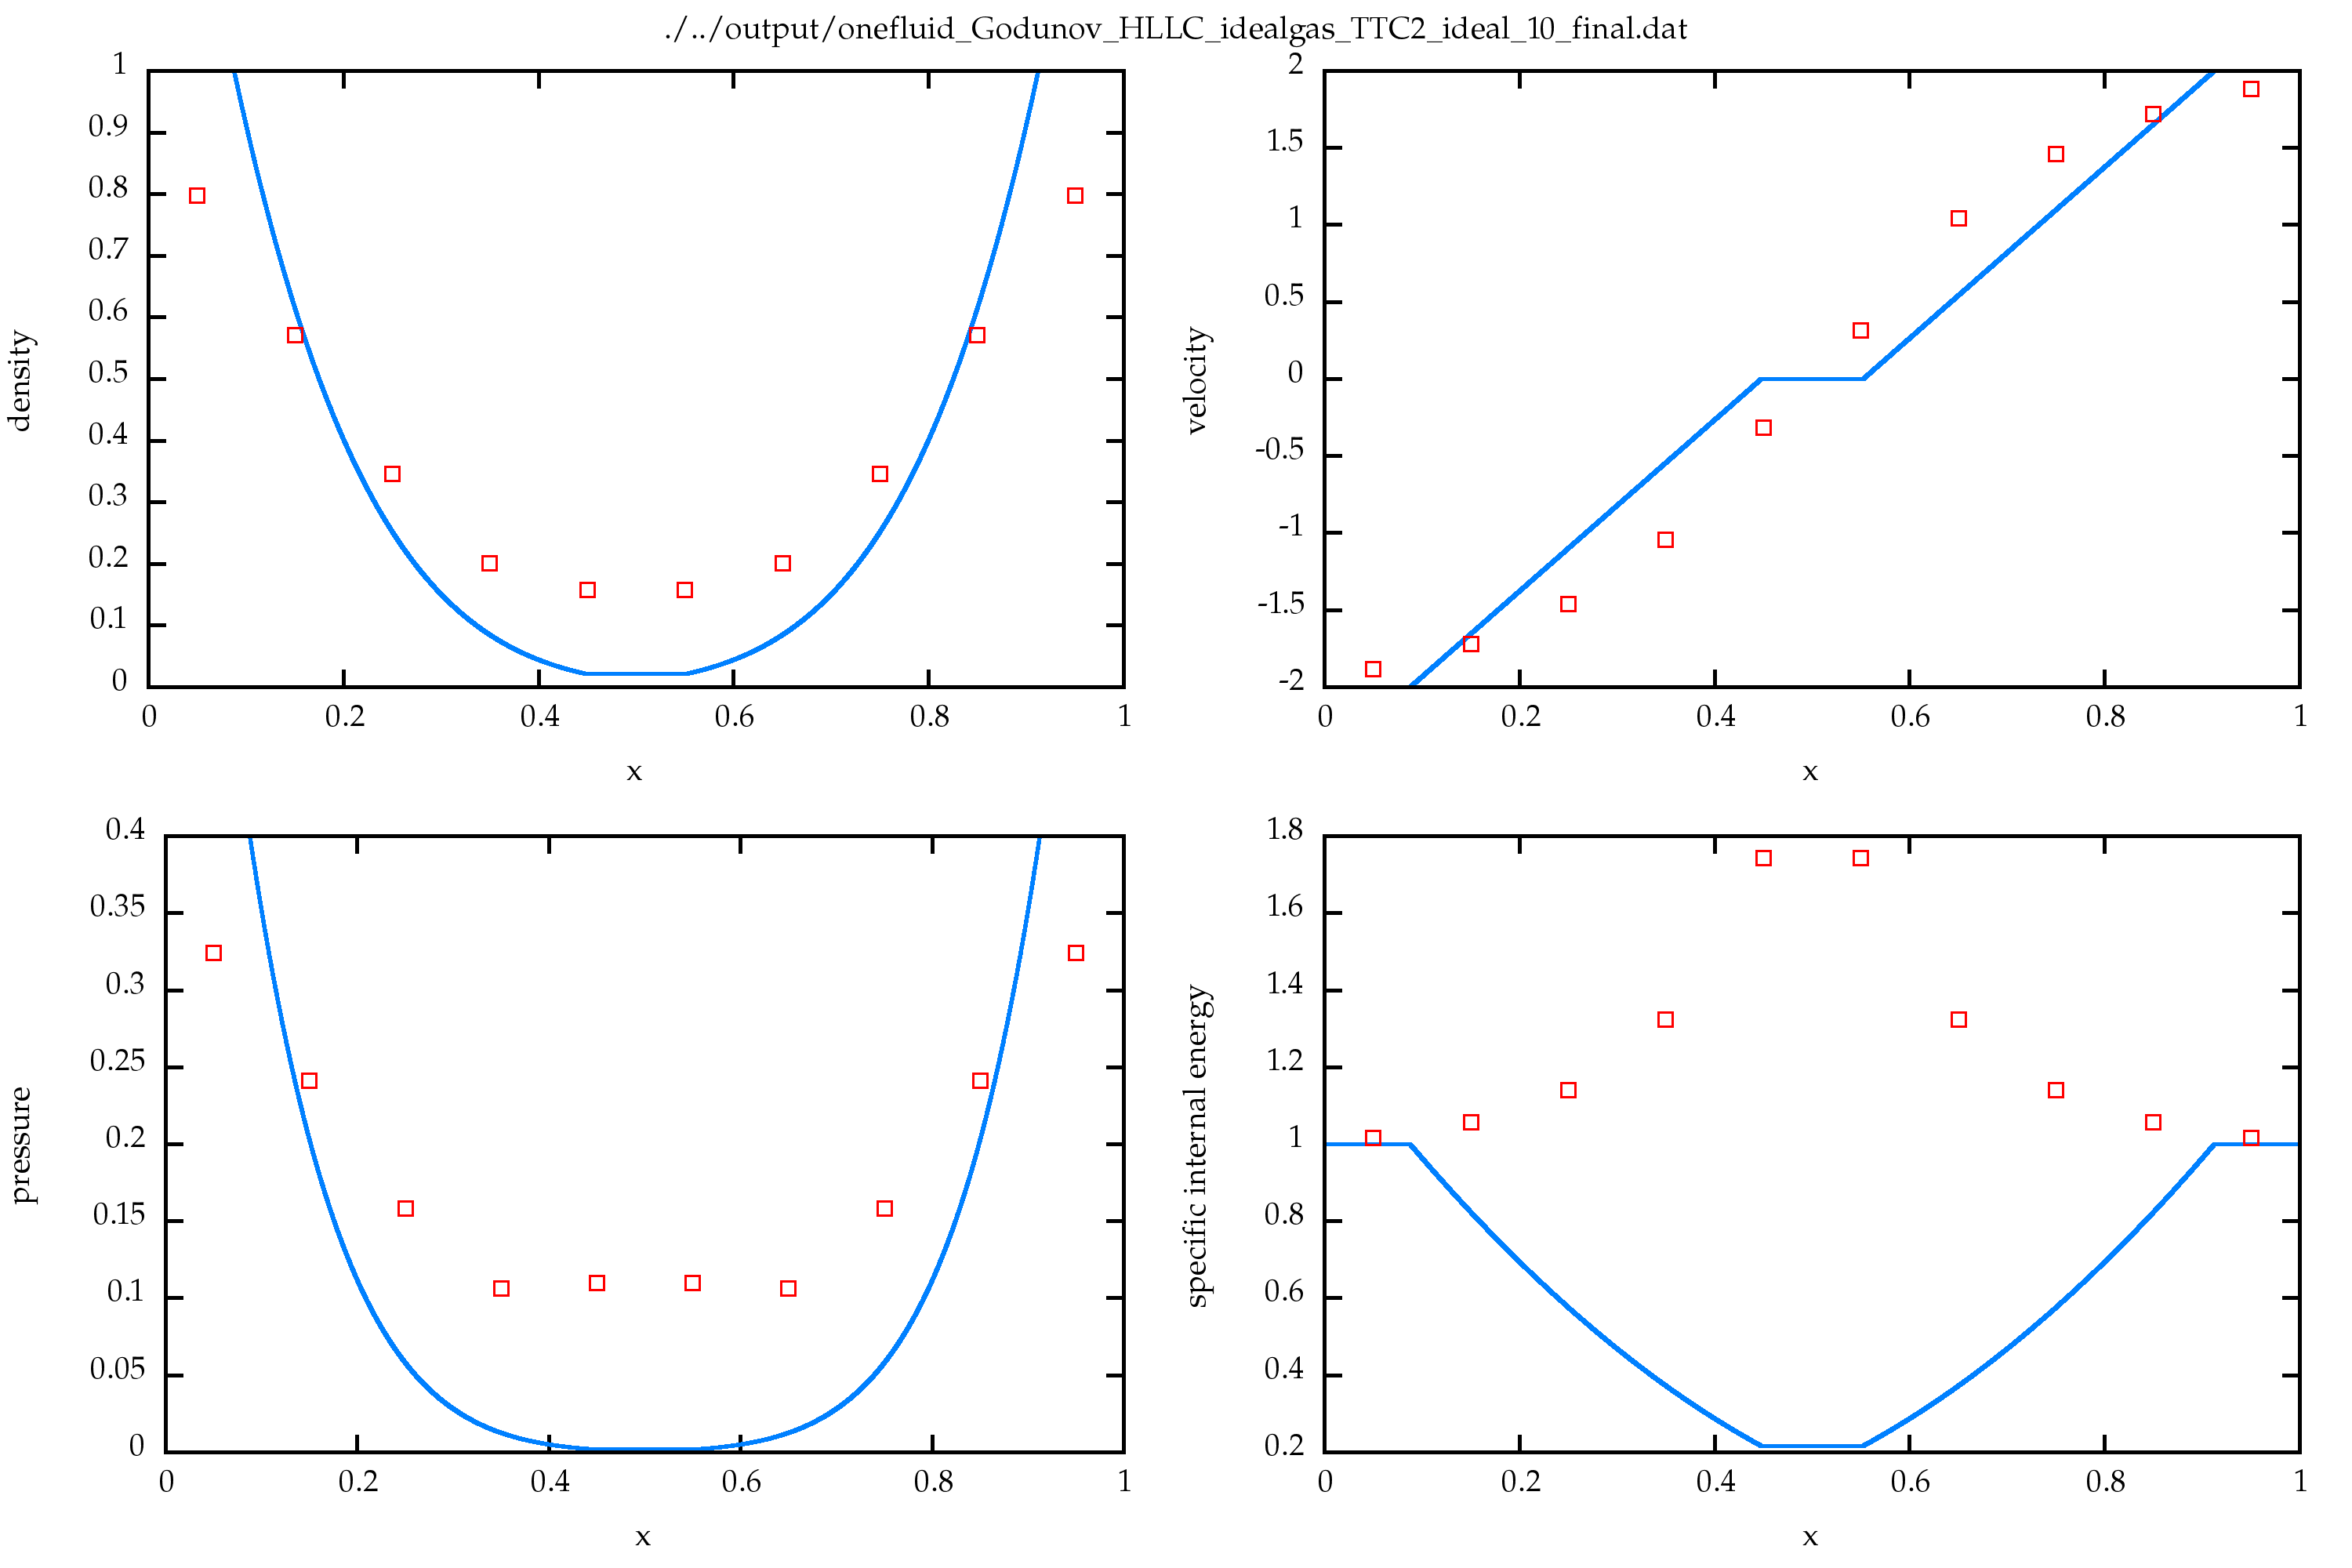 ./../output/onefluid_Godunov_HLLC_idealgas_TTC2_ideal_10_final.dat
1
0.9
0.8
0.7
0.6
0.5
0.4
0.3
0.2
0.1
0
density
0 0.2 0.4 0.6 0.8 1
x
2
1.5
1
0.5
0
-0.5
-1
-1.5
-2
velocity
0 0.2 0.4 0.6 0.8 1
x
0.4
0.35
0.3
0.25
0.2
0.15
0.1
0.05
0
pressure
0 0.2 0.4 0.6 0.8 1
x
1.8
1.6
1.4
1.2
1
0.8
0.6
0.4
0.2
specific internal energy
0 0.2 0.4 0.6 0.8 1
x